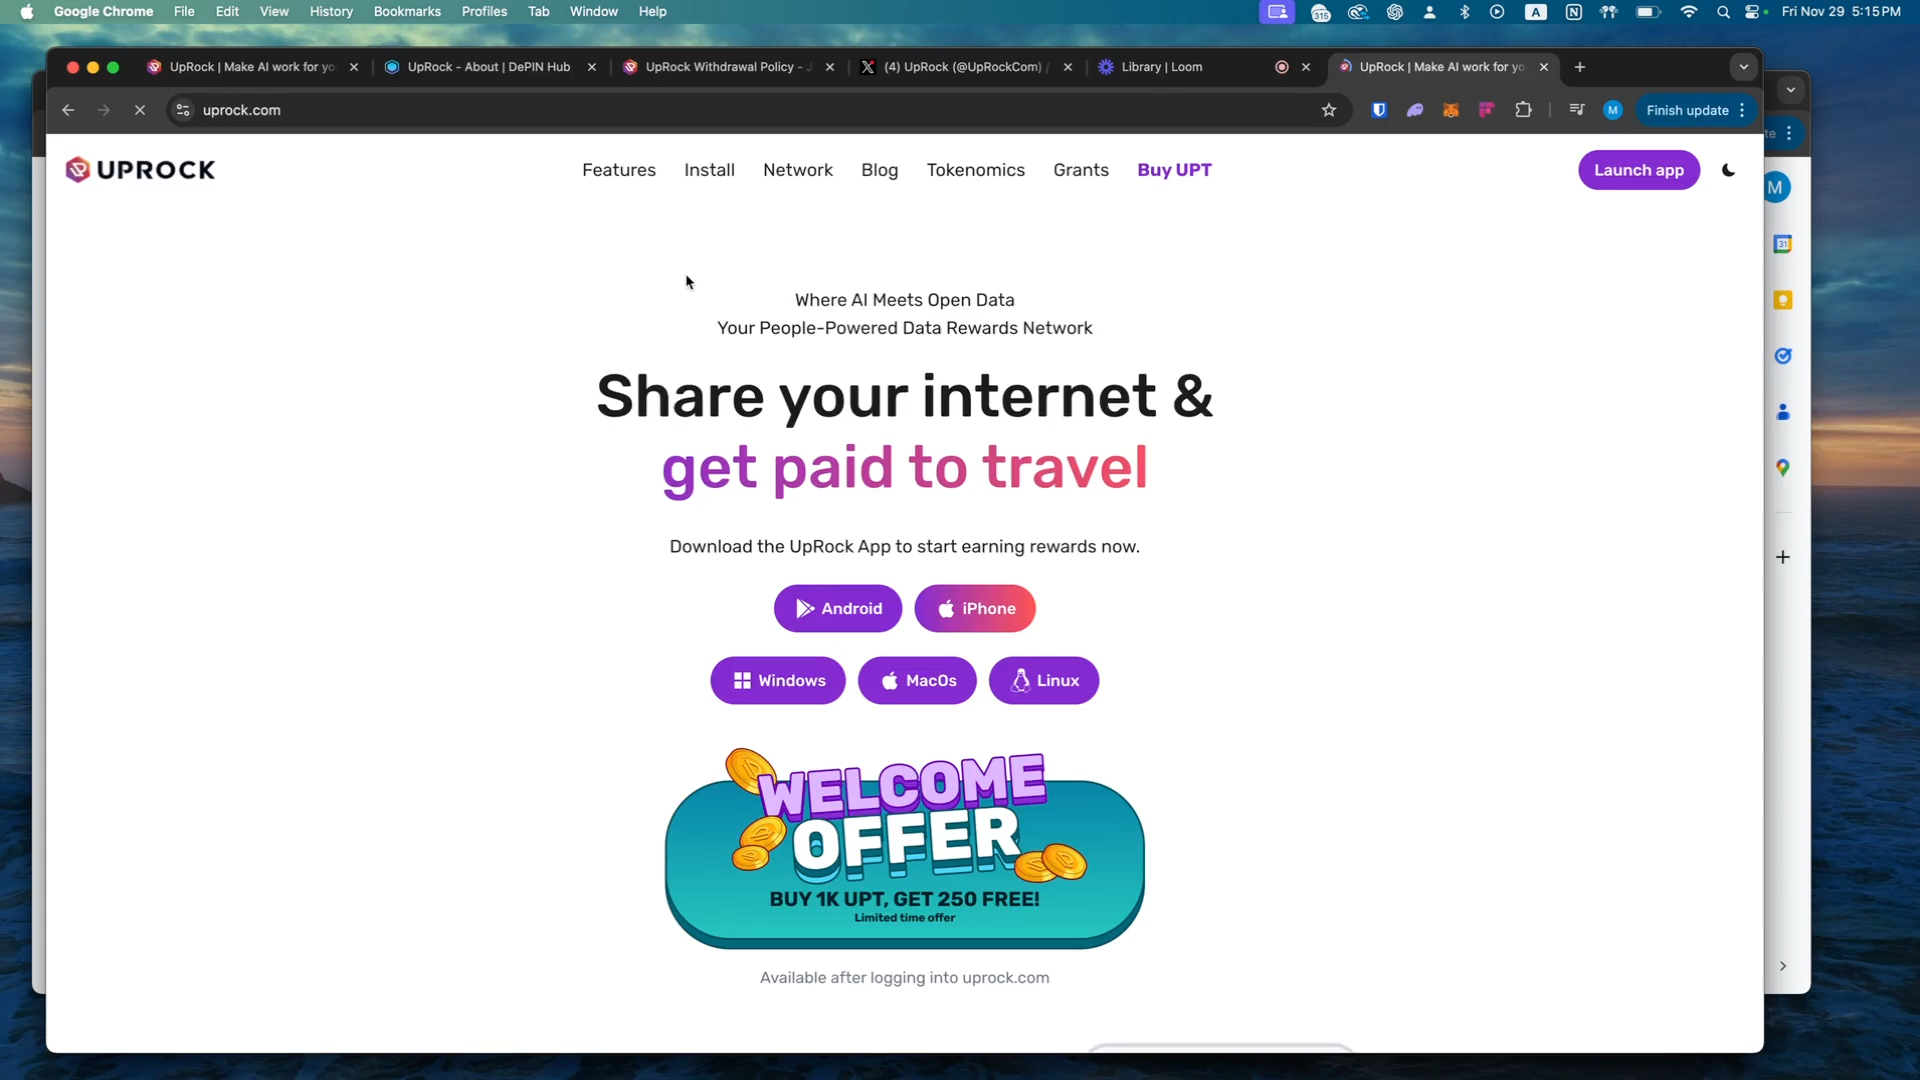 Google Chrome File Edit View History Bookmarks Profiles Tab Window Help 315 A N Fri Nov 29 5:15 PM
UpRock | Make AI work for yo
UpRock - About | DePIN Hub
UpRock Withdrawal Policy -
(4) UpRock (@UpRockCom) /
Library | Loom
UpRock | Make AI work for yo
uprock.com
M
Finish update
UPROCK
Features
Install
Network
Blog
Tokenomics
Grants
Buy UPT
Launch app
M
31
Where AI Meets Open Data
Your People-Powered Data Rewards Network
Share your internet &
get paid to travel
Download the UpRock App to start earning rewards now.
Android
iPhone
Windows
MacOs
Linux
WELCOME
OFFER
BUY 1K UPT, GET 250 FREE!
Limited time offer
Available after logging into uprock.com